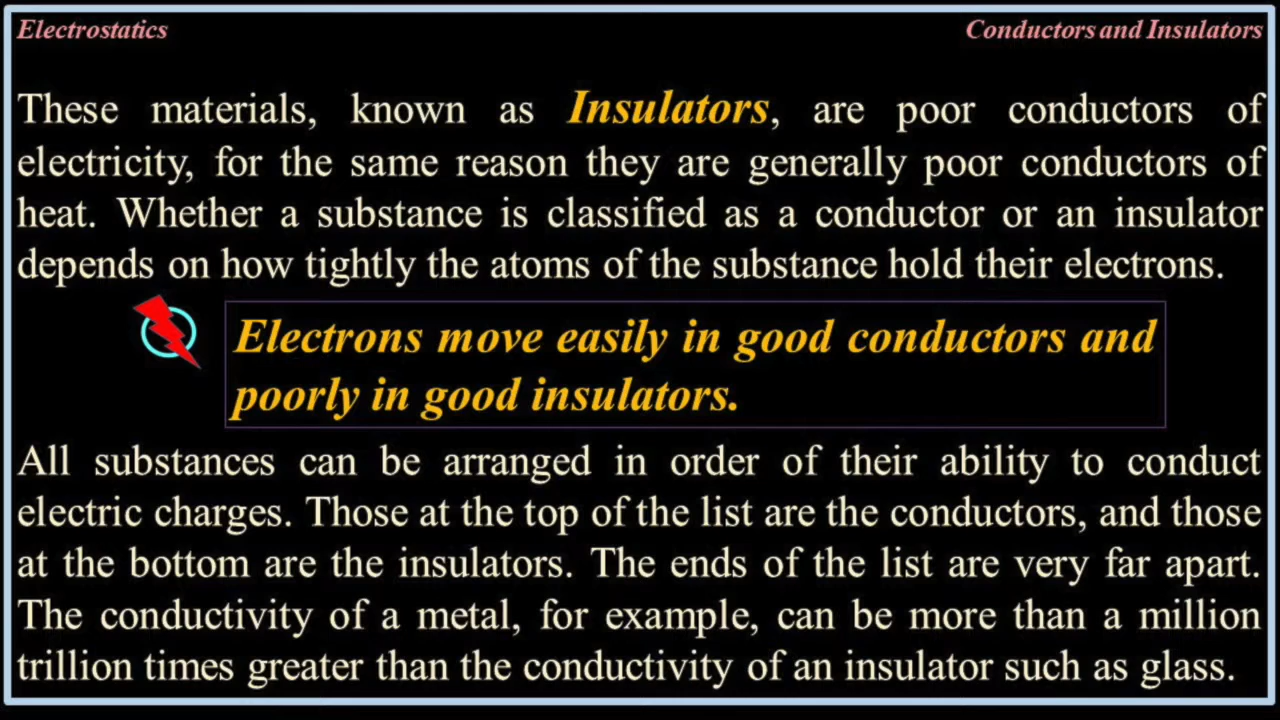 Electrostatics
Conductors and Insulators
These materials, known as Insulators, are poor conductors of
electricity, for the same reason they are generally poor conductors of
heat. Whether a substance is classified as a conductor or an insulator
depends on how tightly the atoms of the substance hold their electrons.
Electrons move easily in good conductors and
poorly in good insulators.
All substances can be arranged in order of their ability to conduct
electric charges. Those at the top of the list are the conductors, and those
at the bottom are the insulators. The ends of the list are very far apart.
The conductivity of a metal, for example, can be more than a million
trillion times greater than the conductivity of an insulator such as glass.